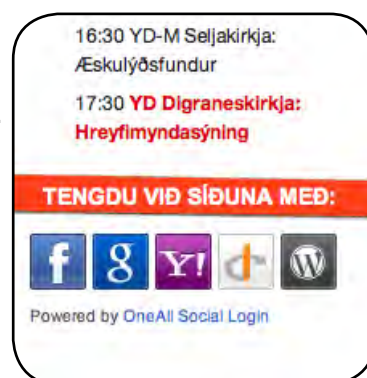 16:30 YD-M Seljakirkja:
Æskulýðsfundur
17:30 YD Digraneskirkja:
Hreyfimyndasýning
TENGDU VIÐ SÍÐUNA MEÐ:
f 8 Y! d W
Powered by OneAll Social Login